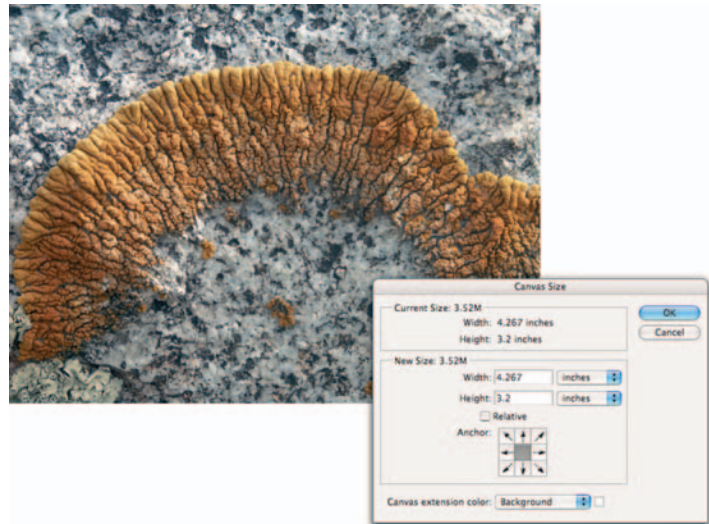 Canvas Size
Current Size: 3.52M
Width: 4.267 inches
Height: 3.2 inches
OK
Cancel
New Size: 3.52M
Width: 4.267 inches
Height: 3.2 inches
Relative
Anchor:
Canvas extension color: Background